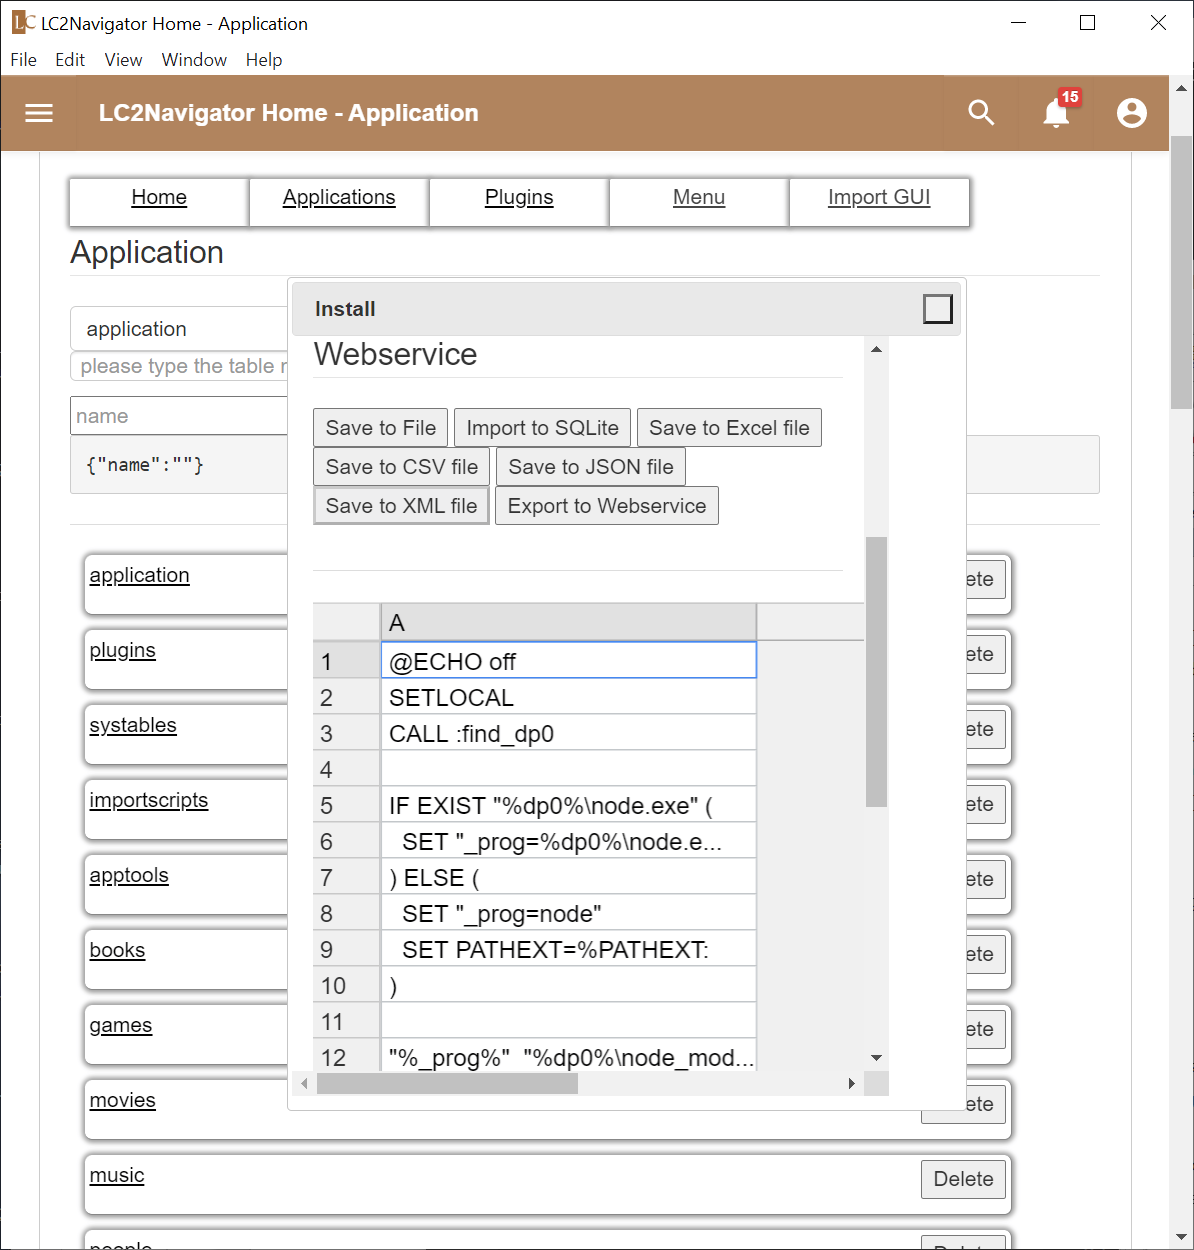 LC2Navigator Home - Application
File Edit View Window Help
LC2Navigator Home - Application
15
Home Applications Plugins Menu Import GUI
Application
application
please type the table
name
{"name":""}
Install
Webservice
Save to File Import to SQLite Save to Excel file
Save to CSV file Save to JSON file
Save to XML file Export to Webservice
A
1 @ECHO off
2 SETLOCAL
3 CALL :find_dp0
4
5 IF EXIST "%dp0%\node.exe" (
6 SET "_prog=%dp0%\node.e...
7 ) ELSE (
8 SET "_prog=node"
9 SET PATHEXT=%PATHEXT:
10 )
11
12 "%_prog%" "%dp0%\node_mod...
application ete
plugins ete
systables ete
importscripts ete
apptools ete
books ete
games ete
movies ete
music Delete
people Delete